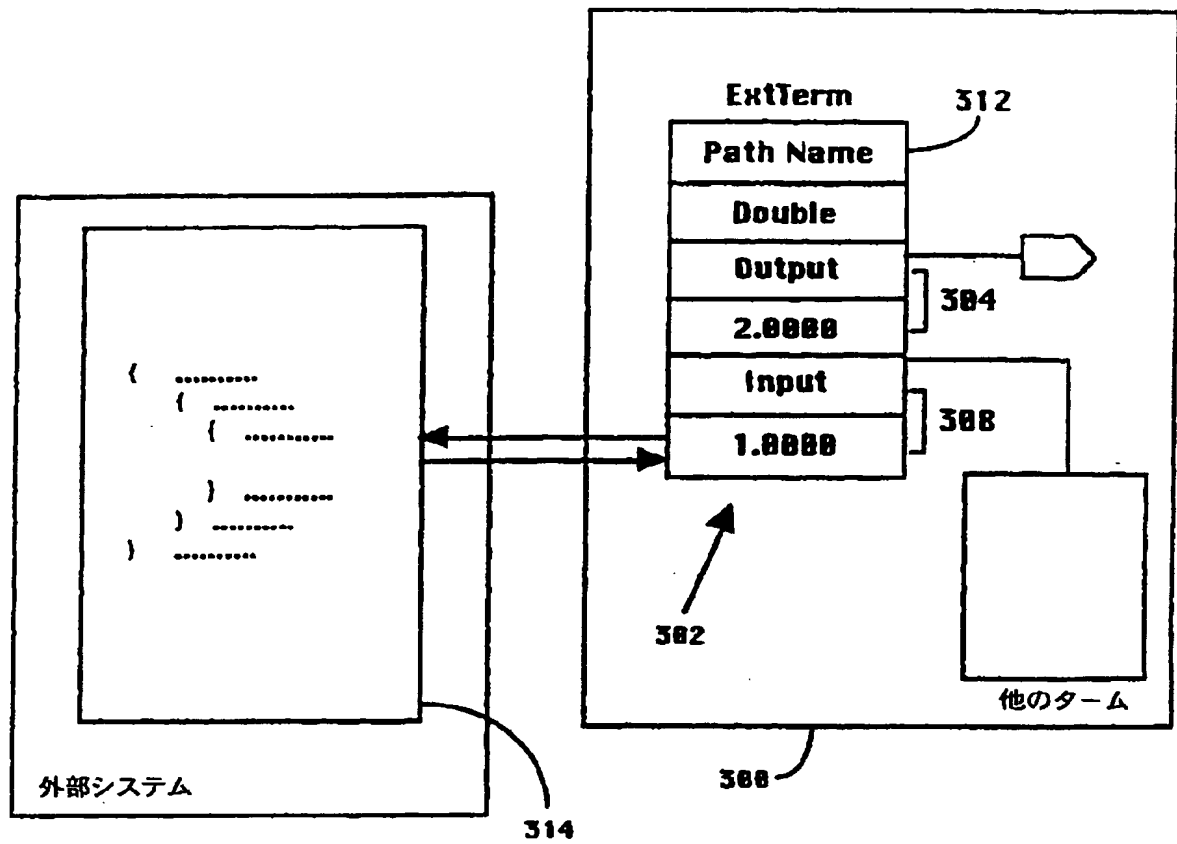 ExtTerm
312
Path Name
Double
Output
304
2.0000
Input
308
1.0000
{ ..........
{ ..........
{ ..........
} ..........
} ..........
} ..........
302
他のターム
300
外部システム
314